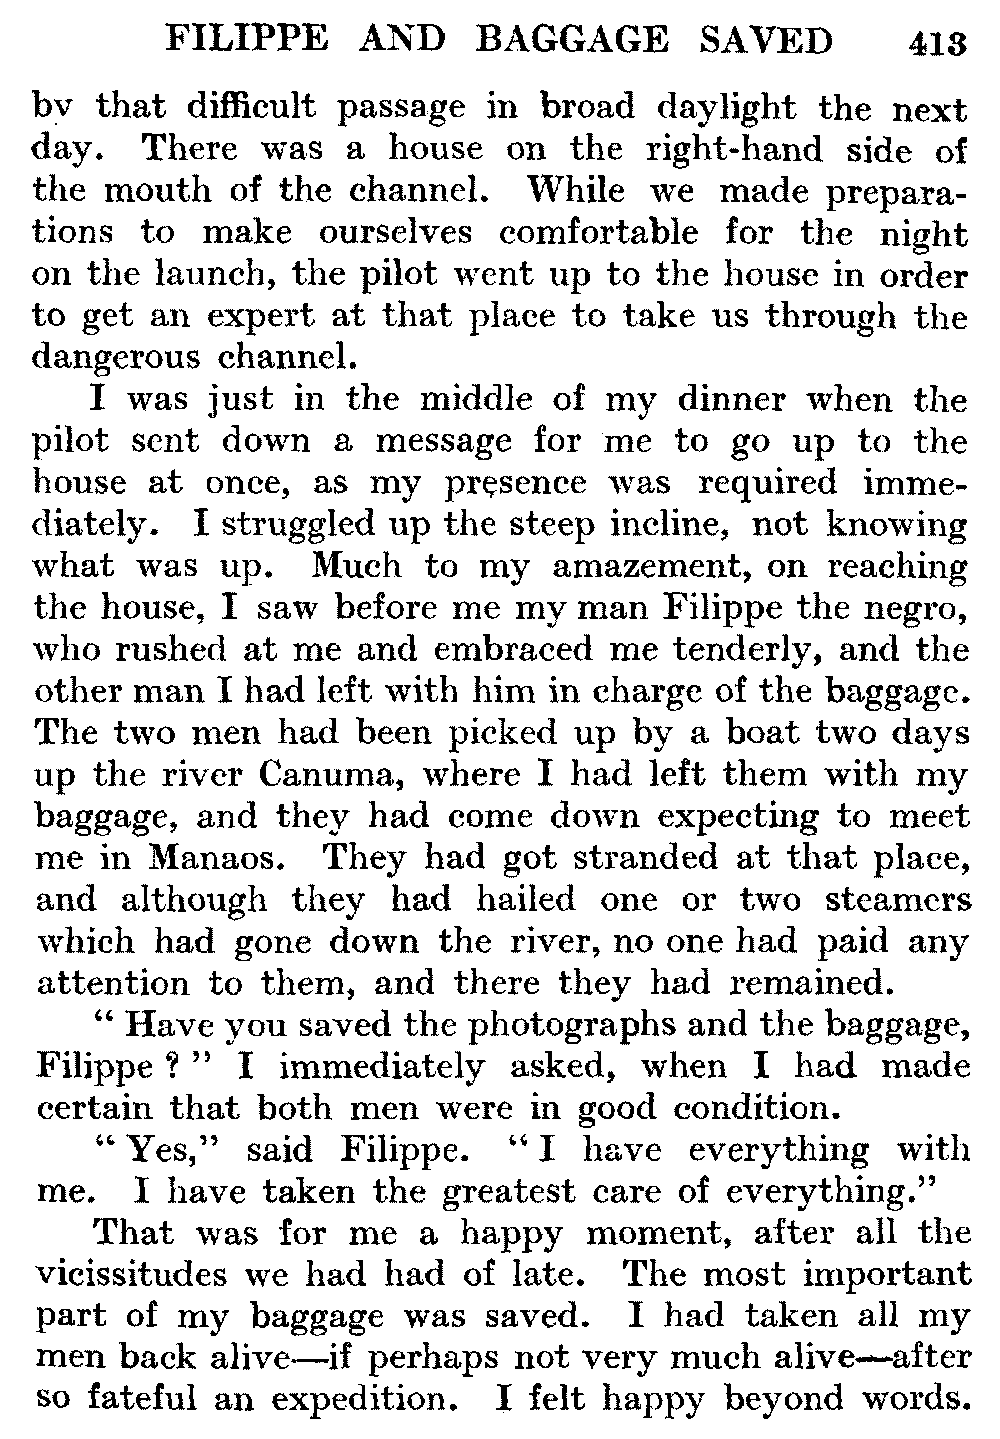 FILIPPE AND BAGGAGE SAVED 413
by that difficult passage in broad daylight the next
day. There was a house on the right-hand side of
the mouth of the channel. While we made prepara-
tions to make ourselves comfortable for the night
on the launch, the pilot went up to the house in order
to get an expert at that place to take us through the
dangerous channel.
I was just in the middle of my dinner when the
pilot sent down a message for me to go up to the
house at once, as my presence was required imme-
diately. I struggled up the steep incline, not knowing
what was up. Much to my amazement, on reaching
the house, I saw before me my man Filippe the negro,
who rushed at me and embraced me tenderly, and the
other man I had left with him in charge of the baggage.
The two men had been picked up by a boat two days
up the river Canuma, where I had left them with my
baggage, and they had come down expecting to meet
me in Manaos. They had got stranded at that place,
and although they had hailed one or two steamers
which had gone down the river, no one had paid any
attention to them, and there they had remained.
“ Have you saved the photographs and the baggage,
Filippe ? ” I immediately asked, when I had made
certain that both men were in good condition.
“ Yes,” said Filippe. “ I have everything with
me. I have taken the greatest care of everything.”
That was for me a happy moment, after all the
vicissitudes we had had of late. The most important
part of my baggage was saved. I had taken all my
men back alive—if perhaps not very much alive—after
so fateful an expedition. I felt happy beyond words.